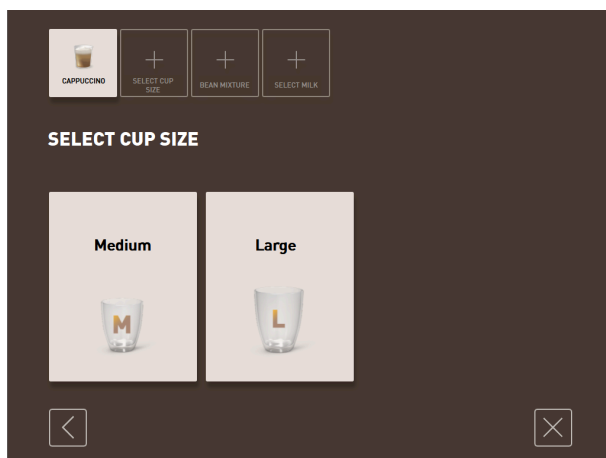 CAPPUCCINO
SELECT CUP
SIZE
BEAN MIXTURE
SELECT MILK
SELECT CUP SIZE
Medium
Large
M
L